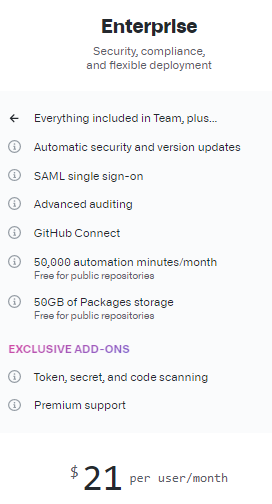 Enterprise
Security, compliance,
and flexible deployment
← Everything included in Team, plus...
Automatic security and version updates
SAML single sign-on
Advanced auditing
GitHub Connect
50,000 automation minutes/month
Free for public repositories
50GB of Packages storage
Free for public repositories
EXCLUSIVE ADD-ONS
Token, secret, and code scanning
Premium support
$ 21 per user/month